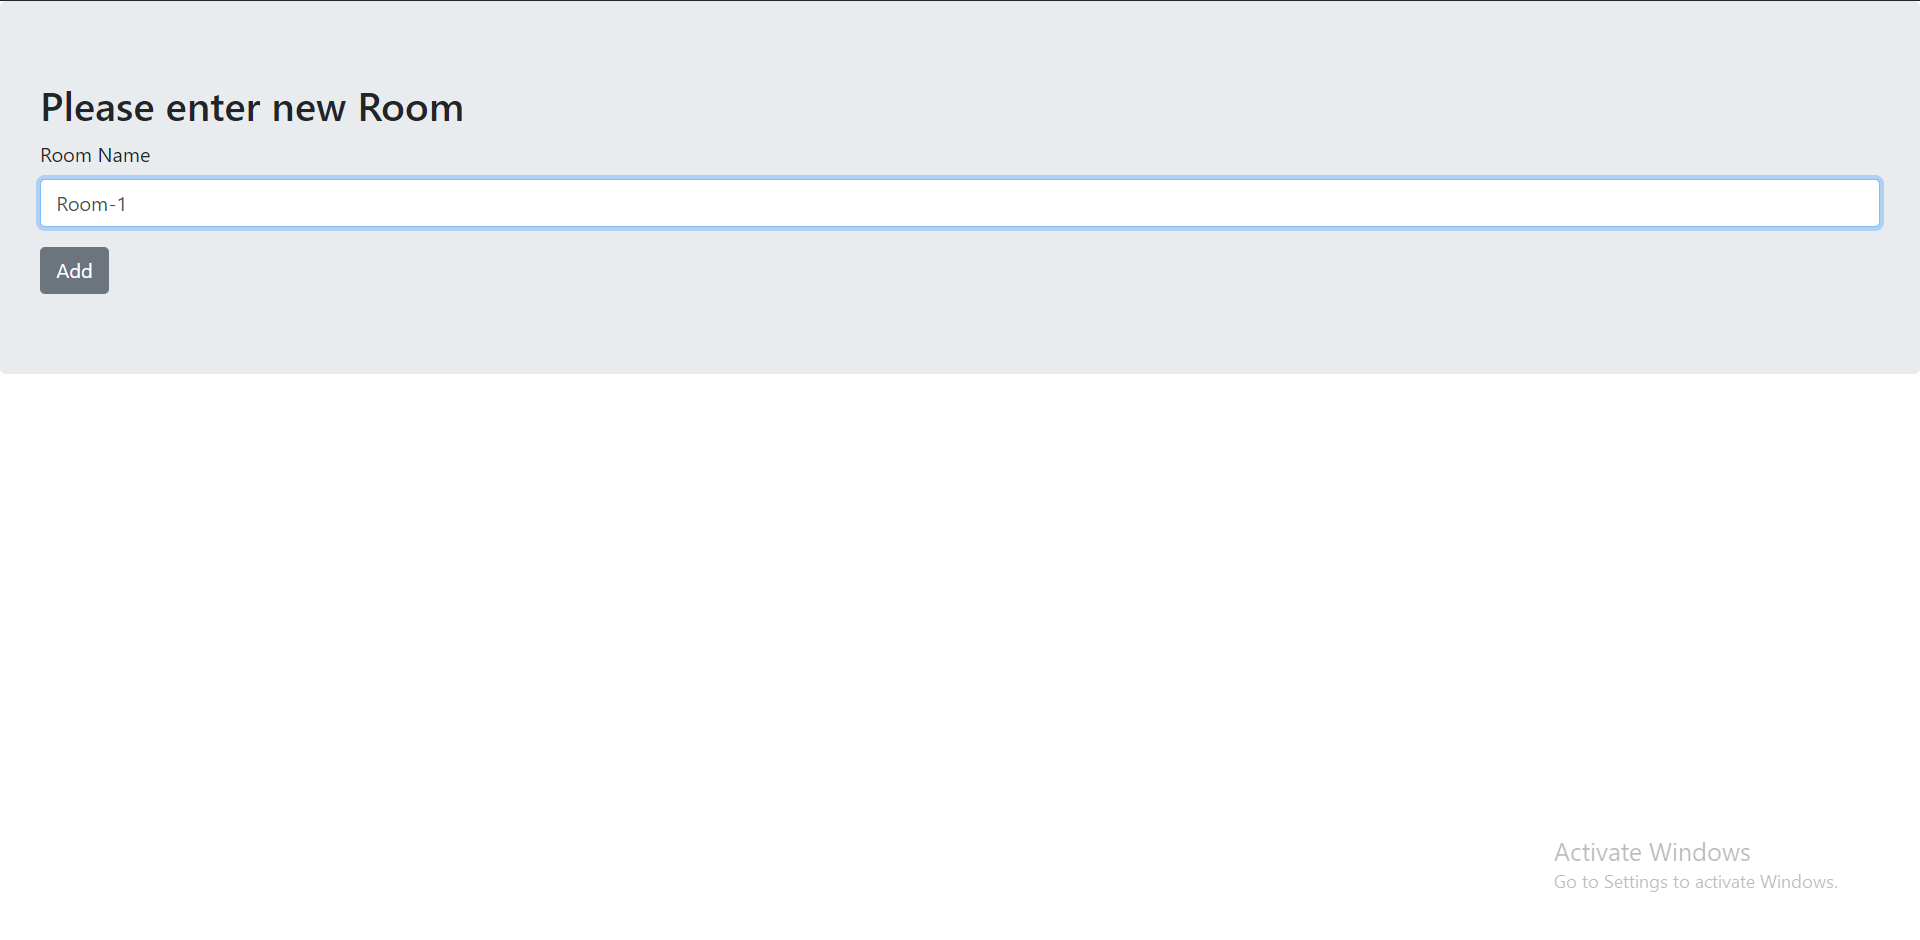 Please enter new Room
Room Name
Room-1
Add
Activate Windows
Go to Settings to activate Windows.